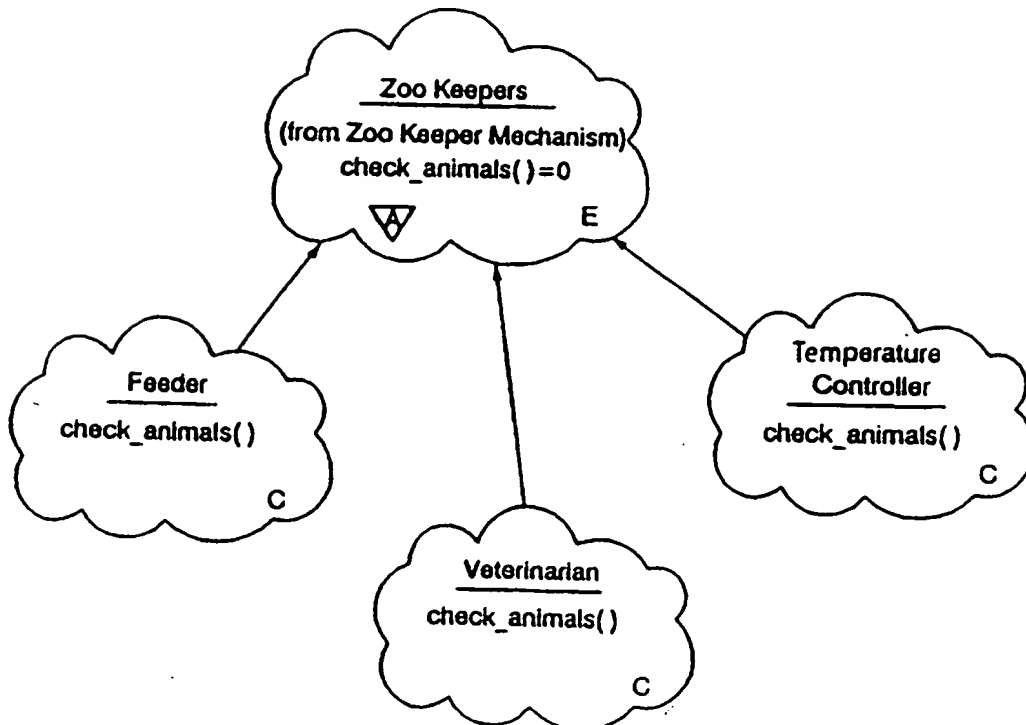 Zoo Keepers
(from Zoo Keeper Mechanism)
check_animals()=0
A
E
Feeder
check_animals()
C
Temperature
Controller
check_animals()
C
Veterinarian
check_animals()
C